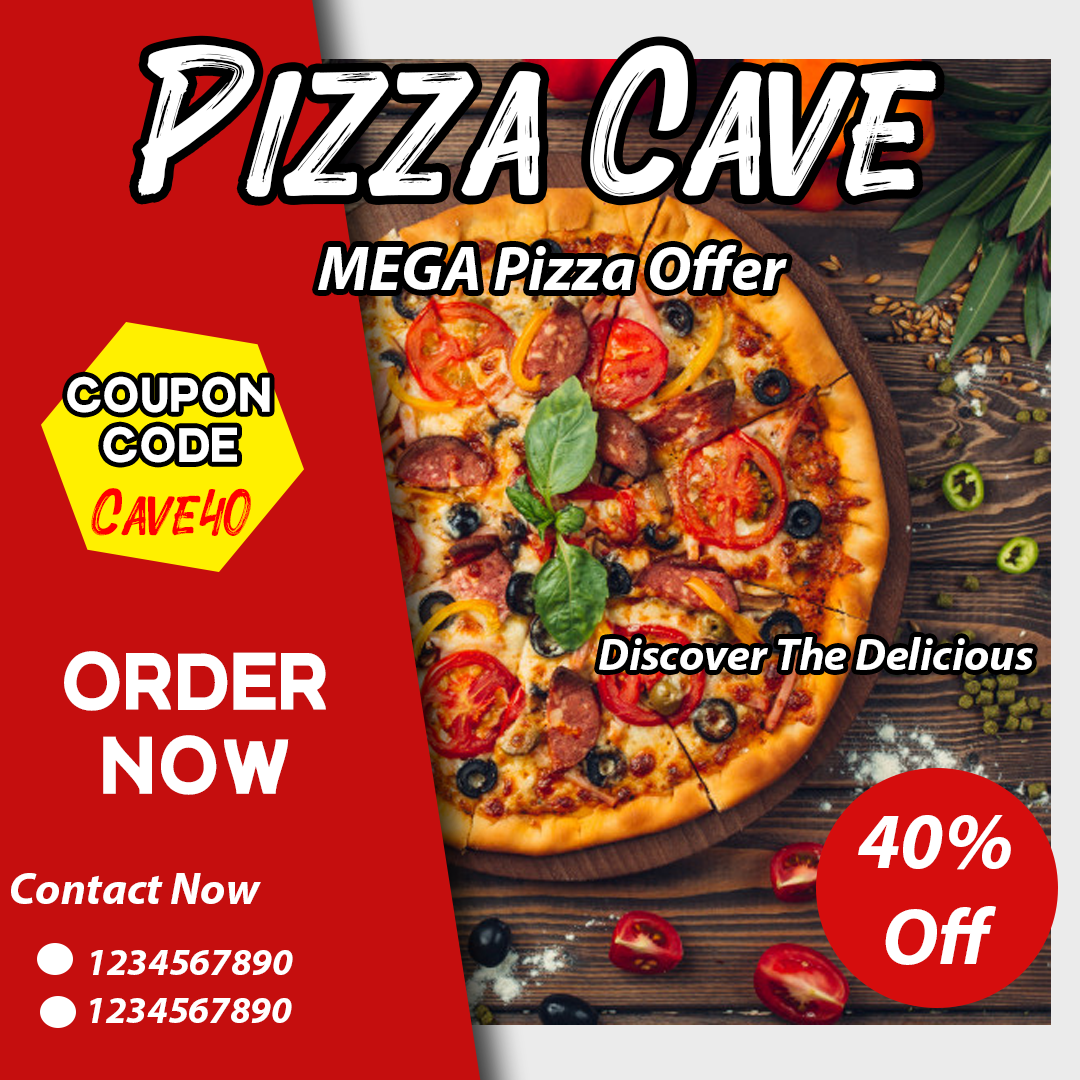 Pizza Cave
MEGA Pizza Offer
COUPON
CODE
CAVE40
ORDER
NOW
Discover The Delicious
40%
Off
Contact Now
1234567890
1234567890